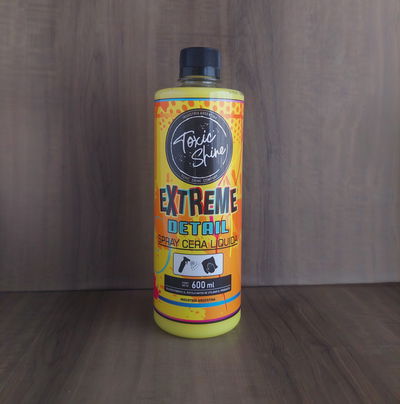 Toxic
Shine
EXTREME
DETAIL
SPRAY CERA LIQUIDA
600 ml
INDUSTRIA ARGENTINA